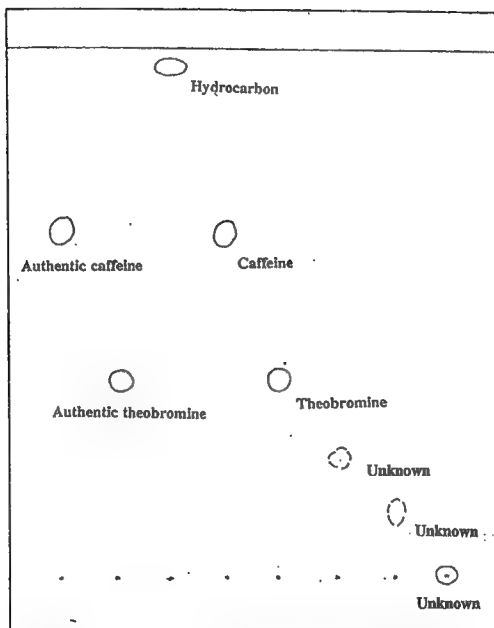 Hydrocarbon
Authentic caffeine
Caffeine
Authentic theobromine
Theobromine
Unknown
Unknown
Unknown